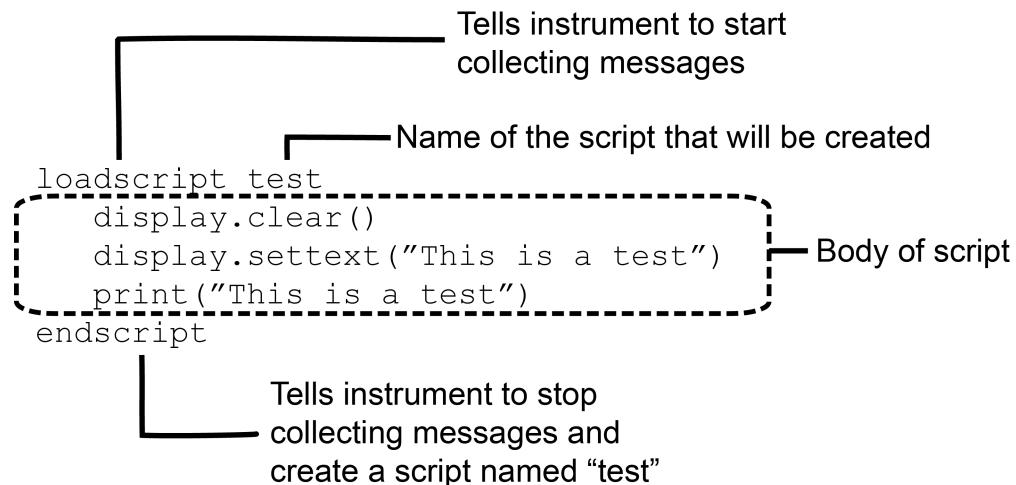 Tells instrument to start
collecting messages
Name of the script that will be created
loadscript test
display.clear()
display.settext(”This is a test”)
print(”This is a test”)
endscript
Body of script
Tells instrument to stop
collecting messages and
create a script named “test”